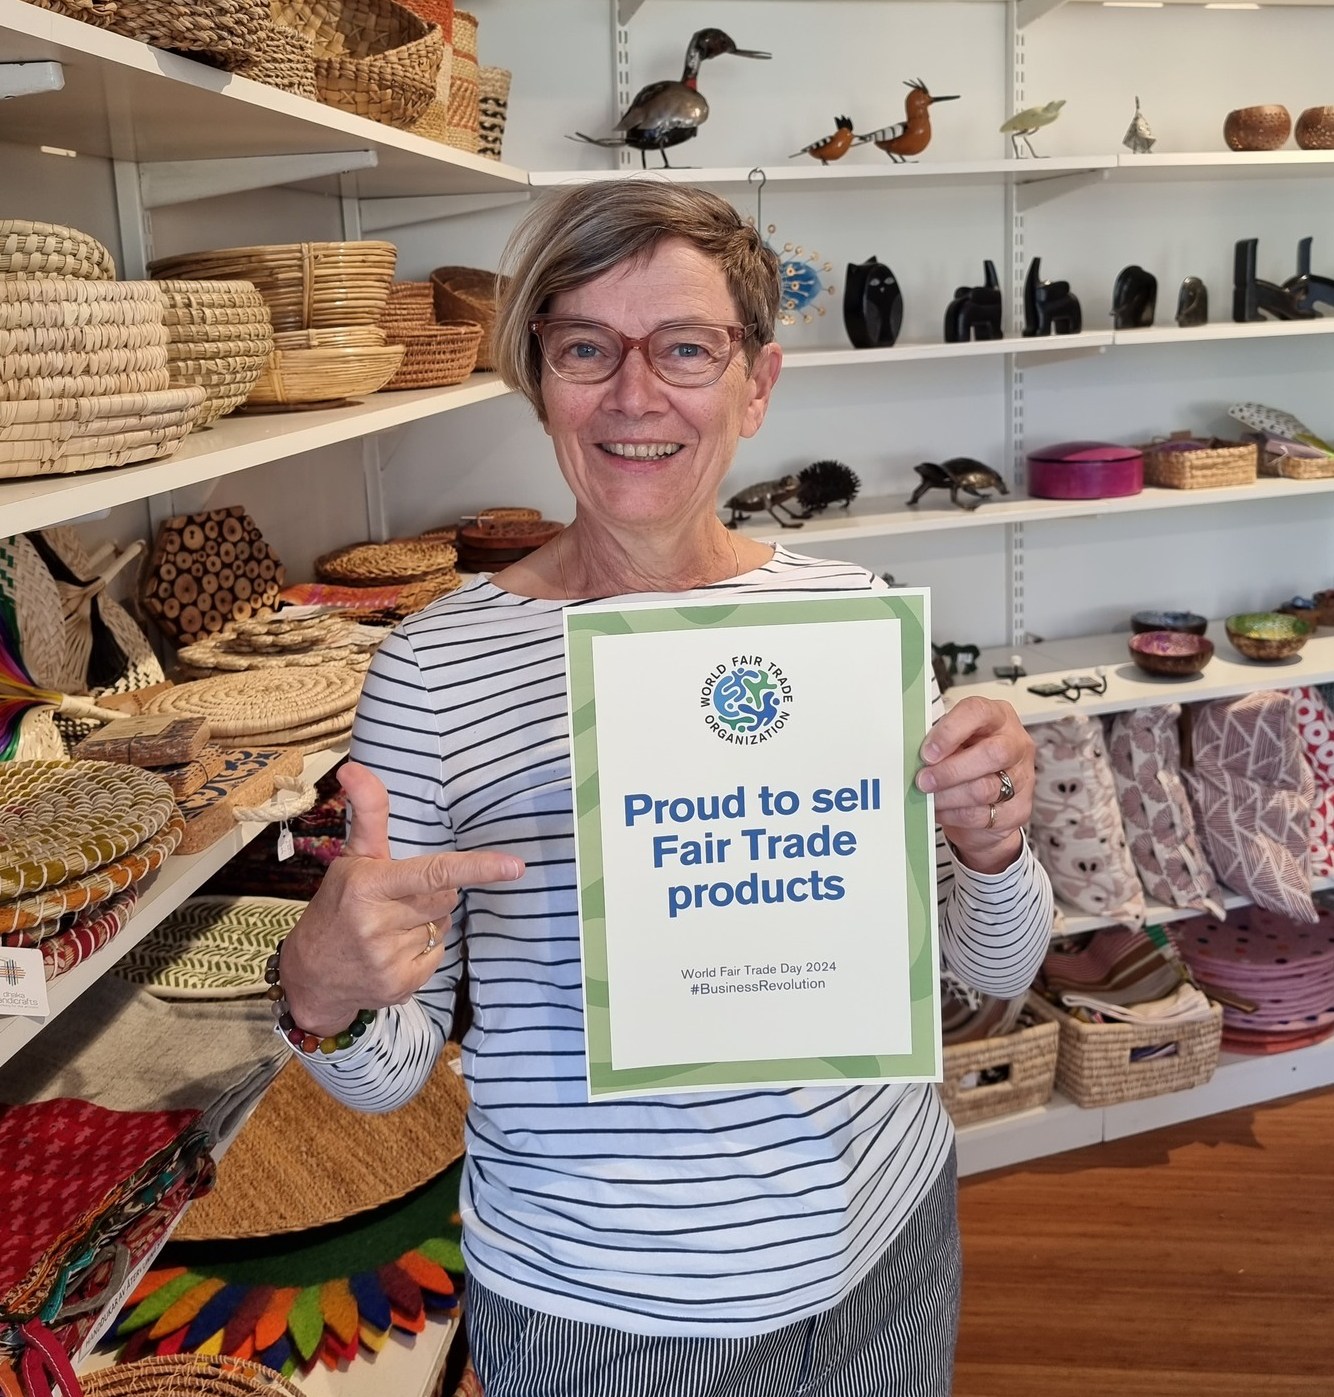 WORLD FAIR TRADE
ORGANIZATION
Proud to sell
Fair Trade
products
World Fair Trade Day 2024
#BusinessRevolution